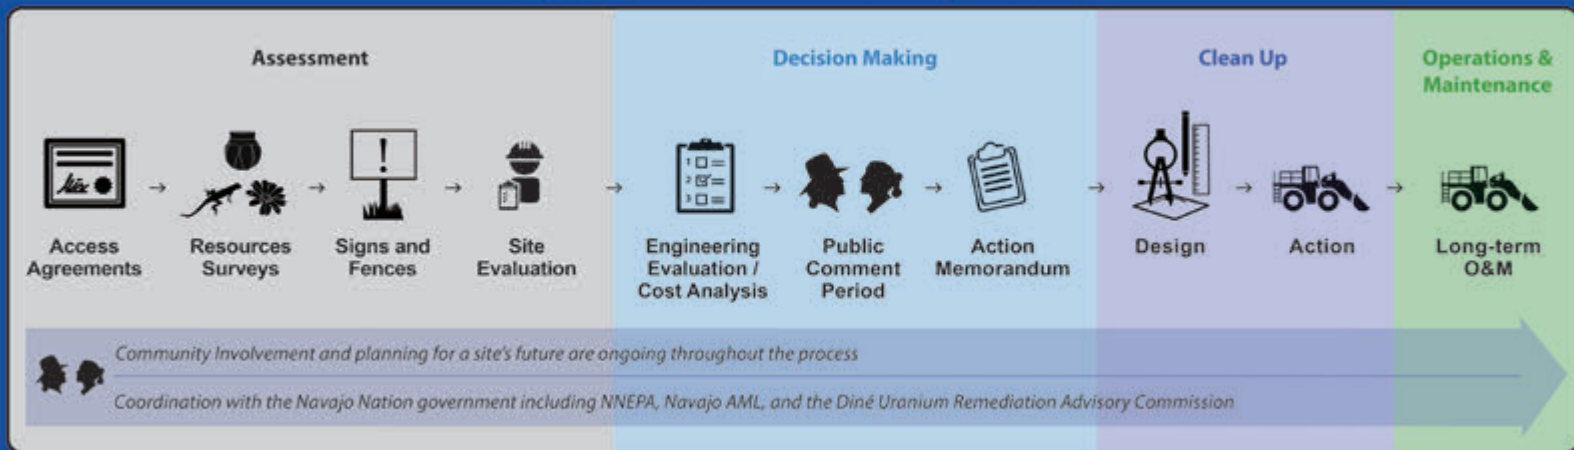 Assessment
Decision Making
Clean Up
Operations &
Maintenance
Access
Agreements
Resources
Surveys
Signs and
Fences
Site
Evaluation
1
2
3
Engineering
Evaluation /
Cost Analysis
Public
Comment
Period
Action
Memorandum
Design
Action
Long-term
O&M
Community Involvement and planning for a site's future are ongoing throughout the process
Coordination with the Navajo Nation government including NNEPA, Navajo AML, and the Diné Uranium Remediation Advisory Commission